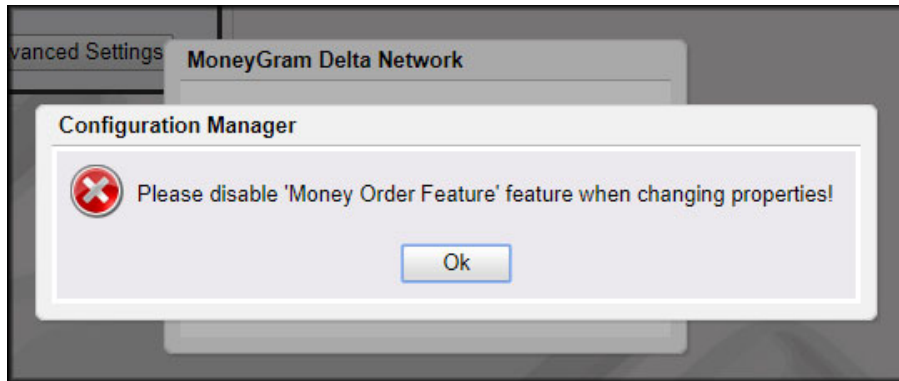 vanced Settings
MoneyGram Delta Network
Configuration Manager
Please disable 'Money Order Feature' feature when changing properties!
Ok